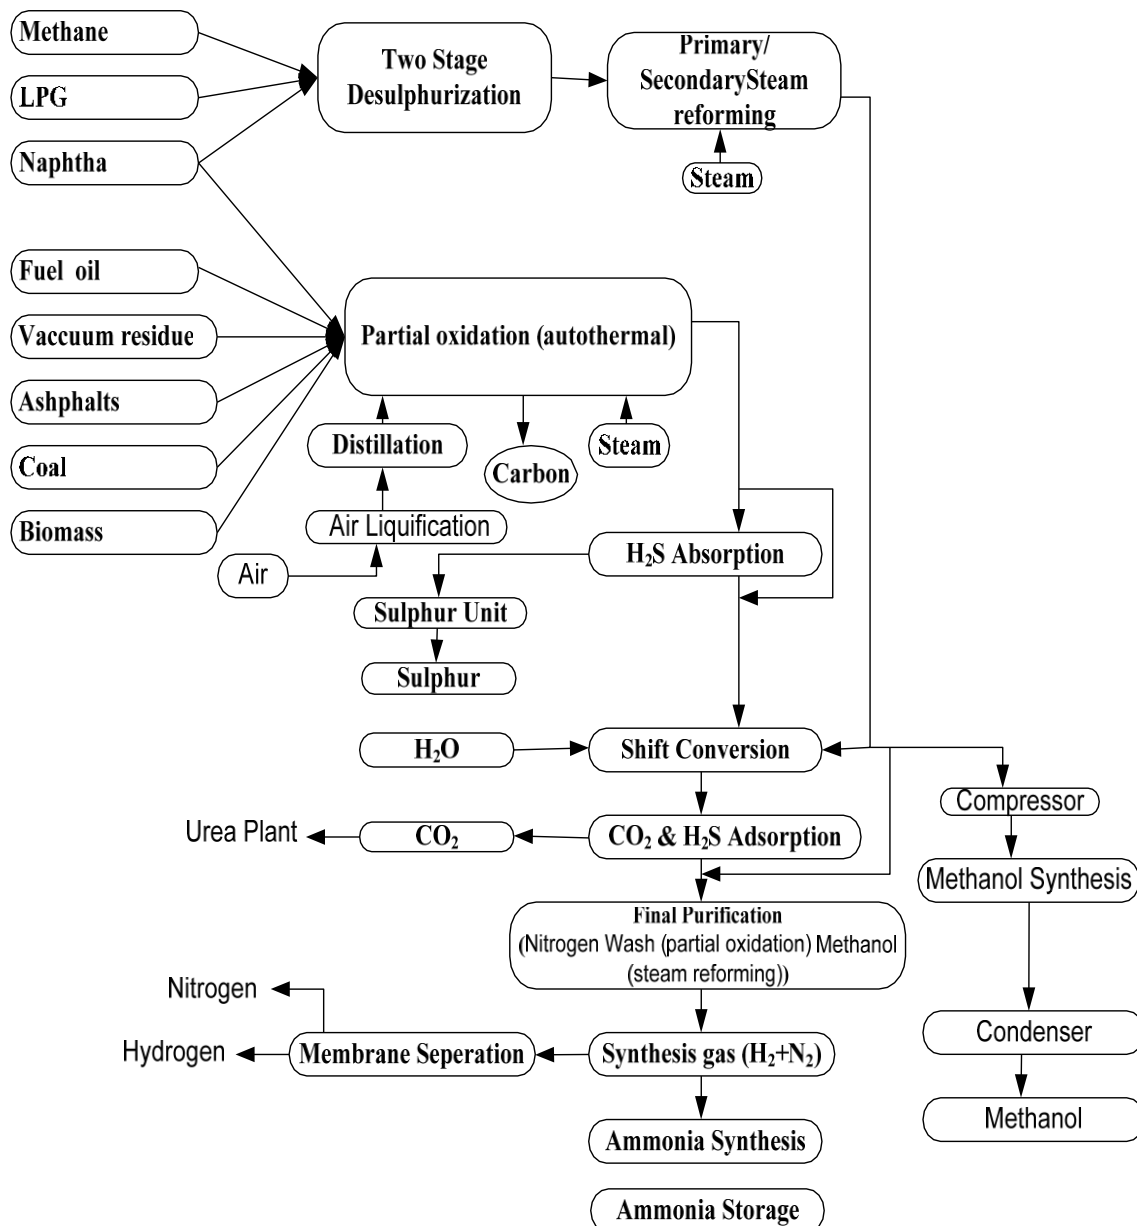 Methane
LPG
Naphtha
Two Stage
Desulphurization
Primary/
SecondarySteam
reforming
Steam
Fuel oil
Vaccuum residue
Ashphalts
Coal
Biomass
Partial oxidation (autothermal)
Distillation
Carbon
Steam
Air Liquification
Air
H₂S Absorption
Sulphur Unit
Sulphur
H₂O
Shift Conversion
Compressor
Urea Plant
CO₂
CO₂ & H₂S Adsorption
Methanol Synthesis
Final Purification
(Nitrogen Wash (partial oxidation) Methanol
(steam reforming))
Nitrogen
Hydrogen
Membrane Seperation
Synthesis gas (H₂+N₂)
Condenser
Methanol
Ammonia Synthesis
Ammonia Storage